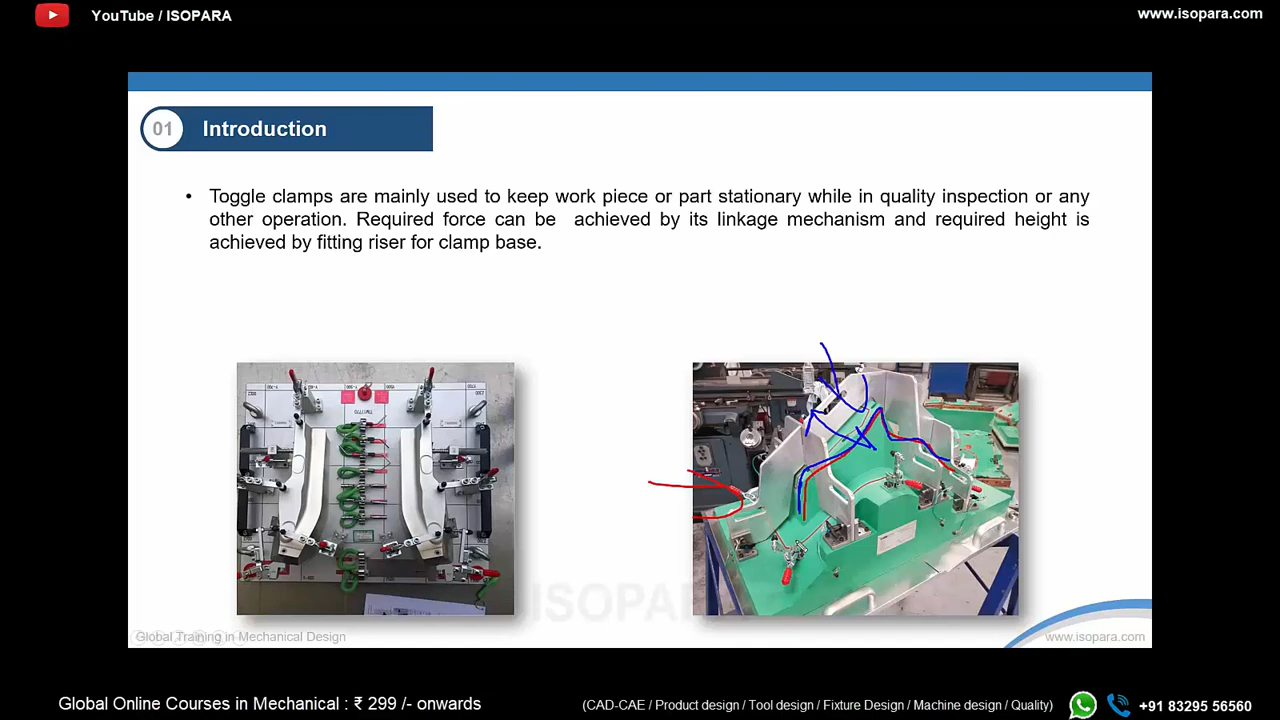 YouTube / ISOPARA
www.isopara.com
01 Introduction
• Toggle clamps are mainly used to keep work piece or part stationary while in quality inspection or any
other operation. Required force can be achieved by its linkage mechanism and required height is
achieved by fitting riser for clamp base.
ISOPARA
Global Training in Mechanical Design
www.isopara.com
Global Online Courses in Mechanical : ₹ 299 /- onwards
(CAD-CAE / Product design / Tool design / Fixture Design / Machine design / Quality)
+91 83295 56560